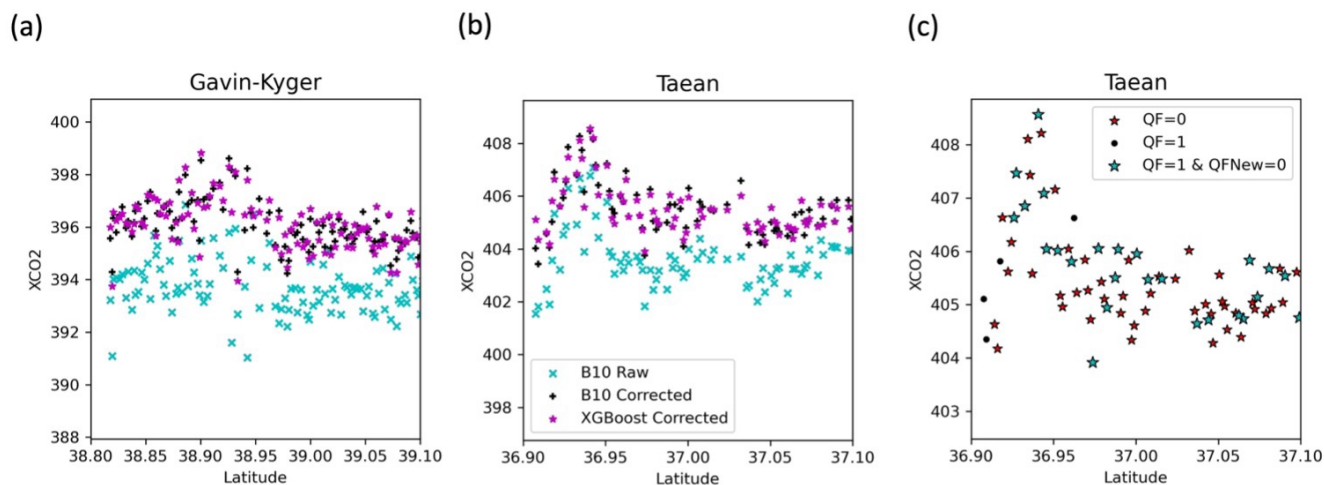 (a)
Gavin-Kyger
XCO2
400
398
396
394
392
390
388
38.80 38.85 38.90 38.95 39.00 39.05 39.10
Latitude
(b)
Taean
XCO2
408
406
404
402
400
398
B10 Raw
B10 Corrected
XGBoost Corrected
36.90 36.95 37.00 37.05 37.10
Latitude
(c)
Taean
XCO2
408
407
406
405
404
403
QF=0
QF=1
QF=1 & QFNew=0
36.90 36.95 37.00 37.05 37.10
Latitude